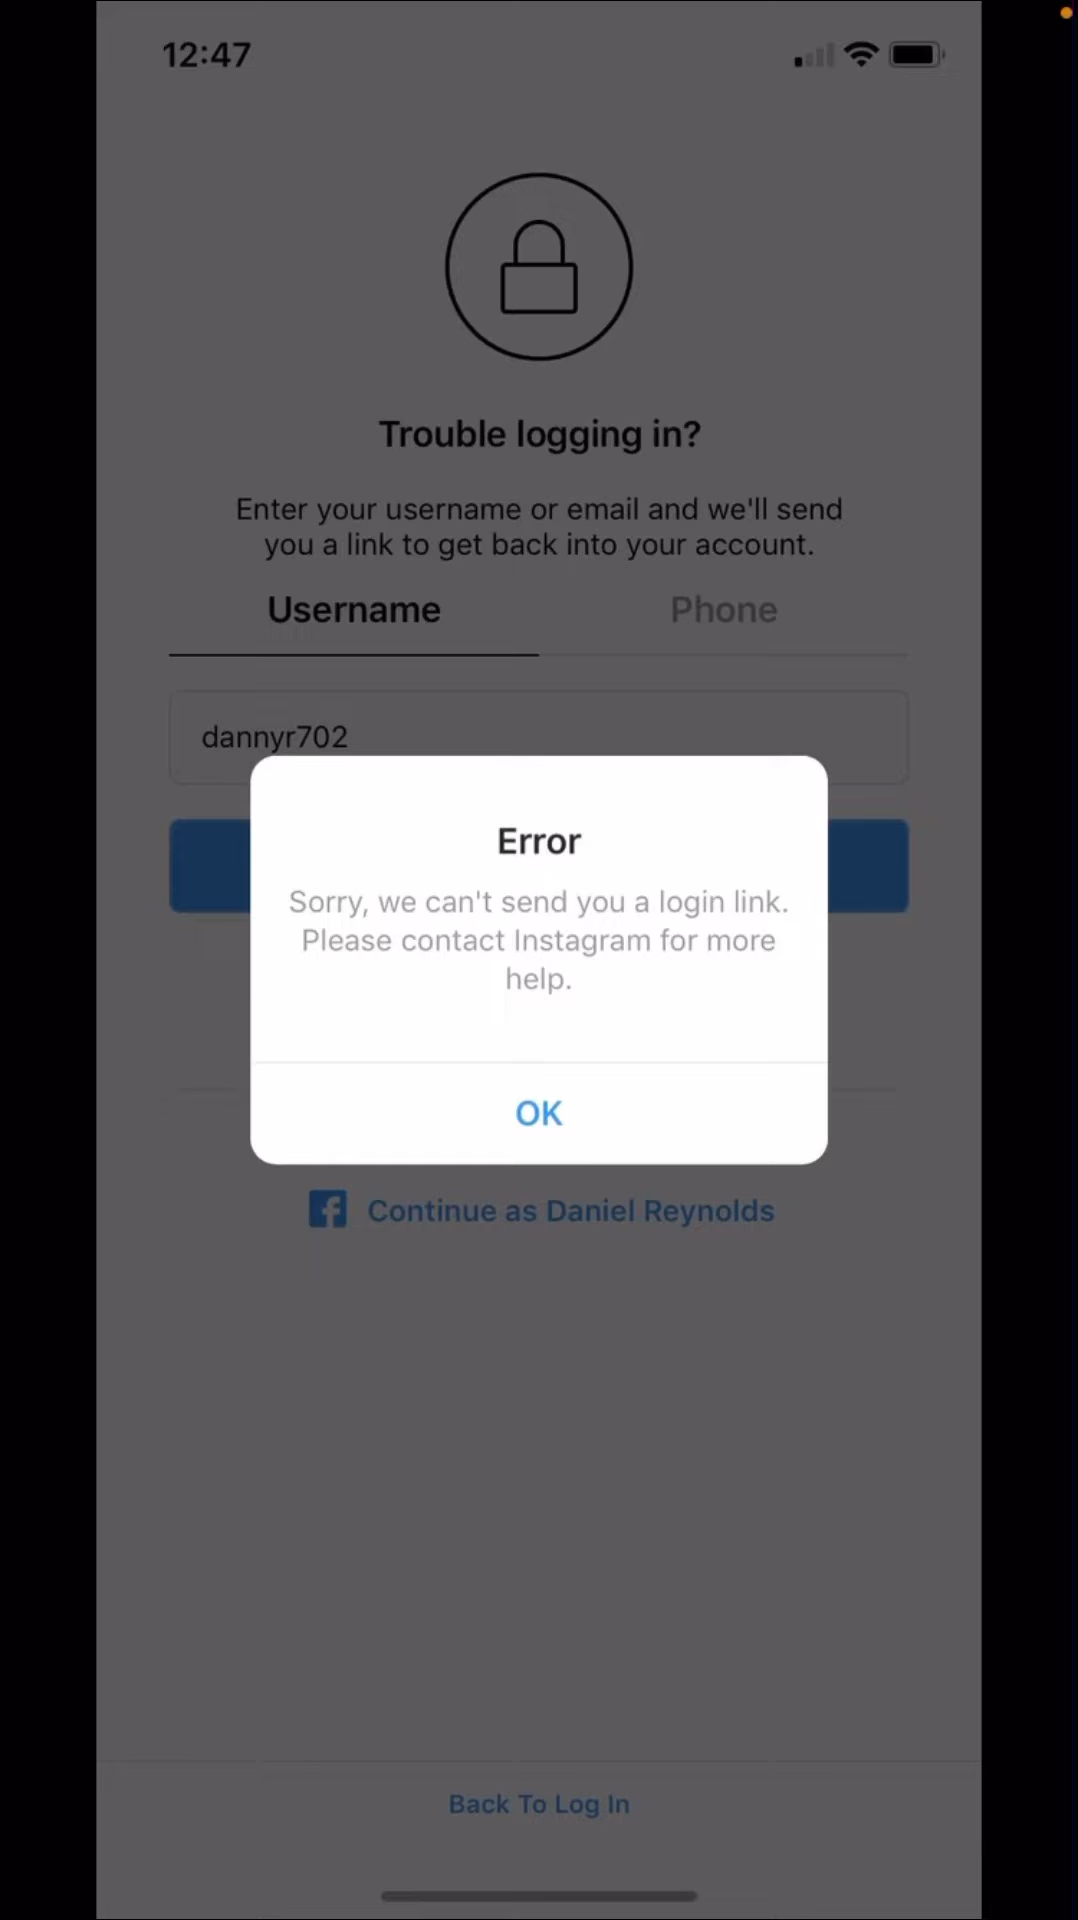 12:47
Trouble logging in?
Enter your username or email and we'll send
you a link to get back into your account.
Username
Phone
dannyr702
Error
Sorry, we can't send you a login link.
Please contact Instagram for more
help.
OK
Continue as Daniel Reynolds
Back To Log In